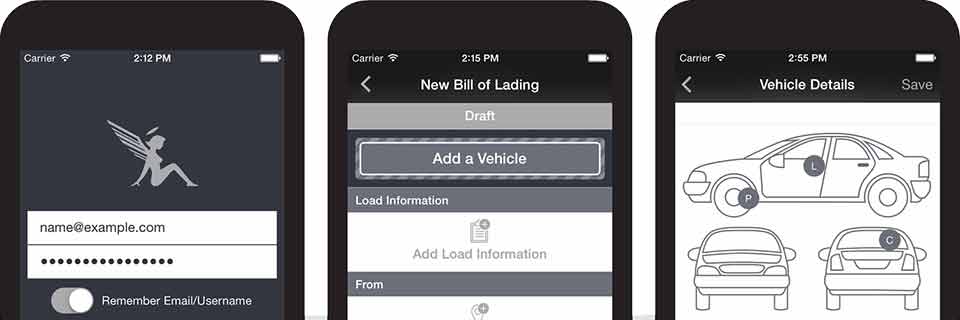 Carrier 2:12 PM
name@example.com
●●●●●●●●●●●●●●●●
Remember Email/Username
Carrier 2:15 PM
New Bill of Lading
Draft
Add a Vehicle
Load Information
Add Load Information
From
Carrier 2:55 PM
Vehicle Details Save
L
P
C